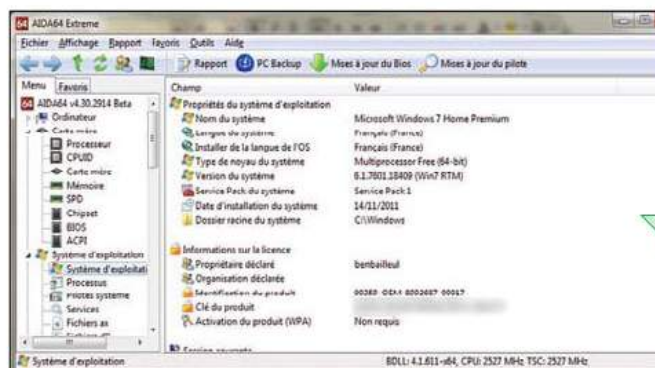 AIDA64 Extreme
Fichier Affichage Rapport Favoris Outils Aide
Rapport PC Backup Mises à jour du Bios Mises à jour du pilote
Menu Favoris
Champ Valeur
AIDA64 v4.30.2914 Beta
Ordinateur
Carte mère
Processeur
CPUID
Carte mère
Mémoire
SPD
Chipset
BIOS
ACPI
Système d'exploitation
Système d'exploitati
Processus
Pilotes système
Services
Fichiers ax
Propriétés du système d'exploitation
Nom du système Microsoft Windows 7 Home Premium
Langue du système Français (France)
Installer de la langue de l'OS Français (France)
Type de noyau du système Multiprocessor Free (64-bit)
Version du système 6.1.7601.18409 (Win7 RTM)
Service Pack du système Service Pack 1
Date d'installation du système 14/11/2011
Dossier racine du système C:\Windows
Informations sur la licence
Propriétaire déclaré benbailleul
Organisation déclarée
Identification du produit
Clé du produit
Activation du produit (WPA) Non requis
Système d'exploitation BDLL: 4.1.611-x64, CPU: 2527 MHz, TSC: 2527 MHz